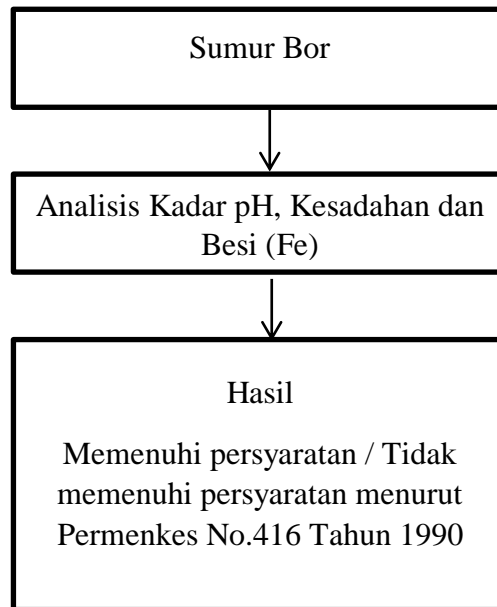 Sumur Bor
Analisis Kadar pH, Kesadahan dan
Besi (Fe)
Hasil
Memenuhi persyaratan / Tidak
memenuhi persyaratan menurut
Permenkes No.416 Tahun 1990